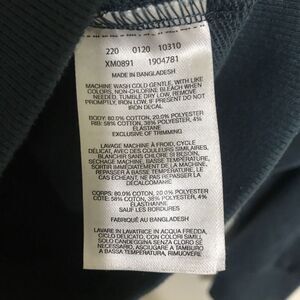 220 0120 10310
XM0891 1904781
MADE IN BANGLADESH
MACHINE WASH COLD GENTLE, WITH LIKE
COLORS, NON-CHLORINE BLEACH WHEN
NEEDED, TUMBLE DRY LOW, REMOVE
PROMPTLY, IRON LOW, IF PRESENT DO NOT
IRON DECAL
BODY: 80.0% COTTON, 20.0% POLYESTER
RIB: 58% COTTON, 38% POLYESTER, 4%
ELASTANE
EXCLUSIVE OF TRIMMING
LAVAGE MACHINE À FROID, CYCLE
DÉLICAT, AVEC DES COULEURS SIMILAIRES,
BLANCHIR SANS CHLORE SI BESOIN,
SÉCHAGE MACHINE, BASSE TEMPÉRATURE,
RETIRER IMMÉDIATEMENT DE LA MACHINE,
REPASSER À BASSE TEMPÉRATURE, LE CAS
ÉCHÉANT, NE PAS REPASSER LA
DÉCALCOMANIE
CORPS: 80.0% COTON, 20.0% POLYESTER
CÔTE: 58% COTON, 38% POLYESTER, 4%
ELASTHANNE
SAUF LES BORDURES
FABRIQUÉ AU BANGLADESH
LAVARE IN LAVATRICE IN ACQUA FREDDA,
CICLO DELICATO, CON COLORI SIMILI,
SOLO CANDEGGINA SENZA CLORO SE
NECESSARIO, ASCIUGARE A TAMBURO
A BASSA TEMPERATURA, RIMUOVERE